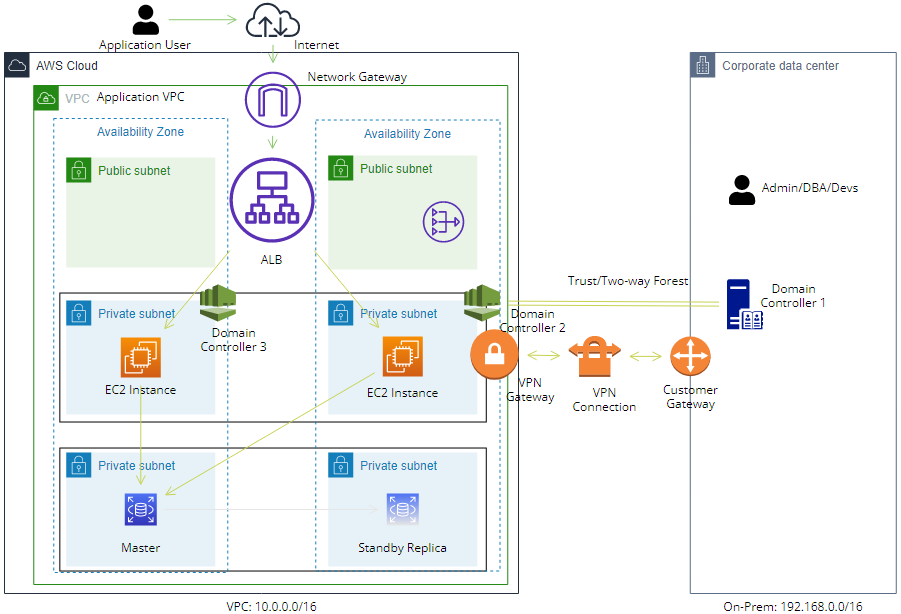 Application User
Internet
AWS Cloud
Network Gateway
Corporate data center
VPC Application VPC
Availability Zone
Availability Zone
Public subnet
Public subnet
Admin/DBA/Devs
ALB
Trust/Two-way Forest
Domain
Controller 1
Private subnet
Private subnet
Domain
Controller 2
Domain
Controller 3
EC2 Instance
EC2 Instance
VPN
Gateway
VPN
Connection
Customer
Gateway
Private subnet
Private subnet
Master
Standby Replica
VPC: 10.0.0.0/16
On-Prem: 192.168.0.0/16